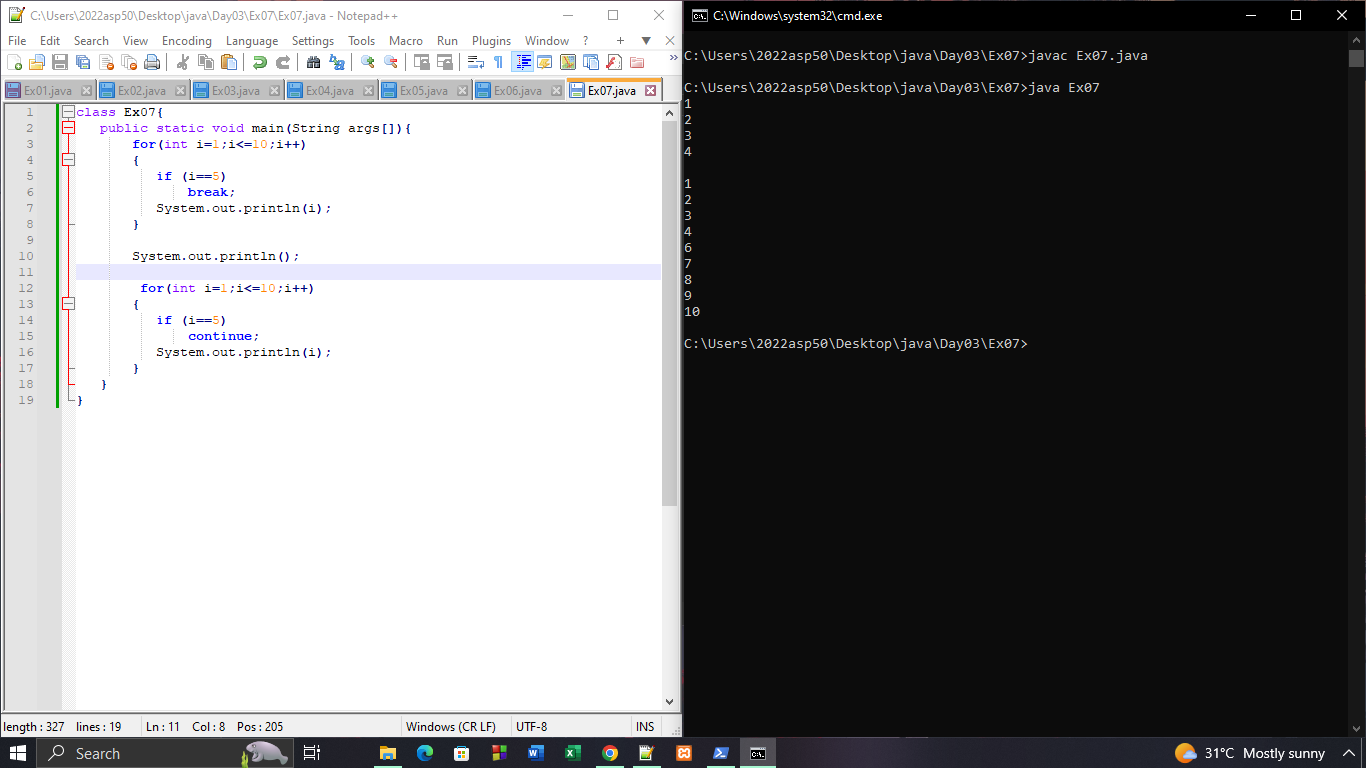 C:\Users\2022asp50\Desktop\java\Day03\Ex07\Ex07.java - Notepad++
File Edit Search View Encoding Language Settings Tools Macro Run Plugins Window ? + ▼ X
Ex01.java Ex02.java Ex03.java Ex04.java Ex05.java Ex06.java Ex07.java
1 class Ex07{
2 public static void main(String args[]){
3 for(int i=1;i<=10;i++)
4 {
5 if (i==5)
6 break;
7 System.out.println(i);
8 }
9
10 System.out.println();
11
12 for(int i=1;i<=10;i++)
13 {
14 if (i==5)
15 continue;
16 System.out.println(i);
17 }
18 }
19 }
length : 327 lines : 19 Ln : 11 Col : 8 Pos : 205 Windows (CR LF) UTF-8 INS
C:\Windows\system32\cmd.exe
C:\Users\2022asp50\Desktop\java\Day03\Ex07>javac Ex07.java
C:\Users\2022asp50\Desktop\java\Day03\Ex07>java Ex07
1
2
3
4
1
2
3
4
6
7
8
9
10
C:\Users\2022asp50\Desktop\java\Day03\Ex07>
Search
31°C Mostly sunny